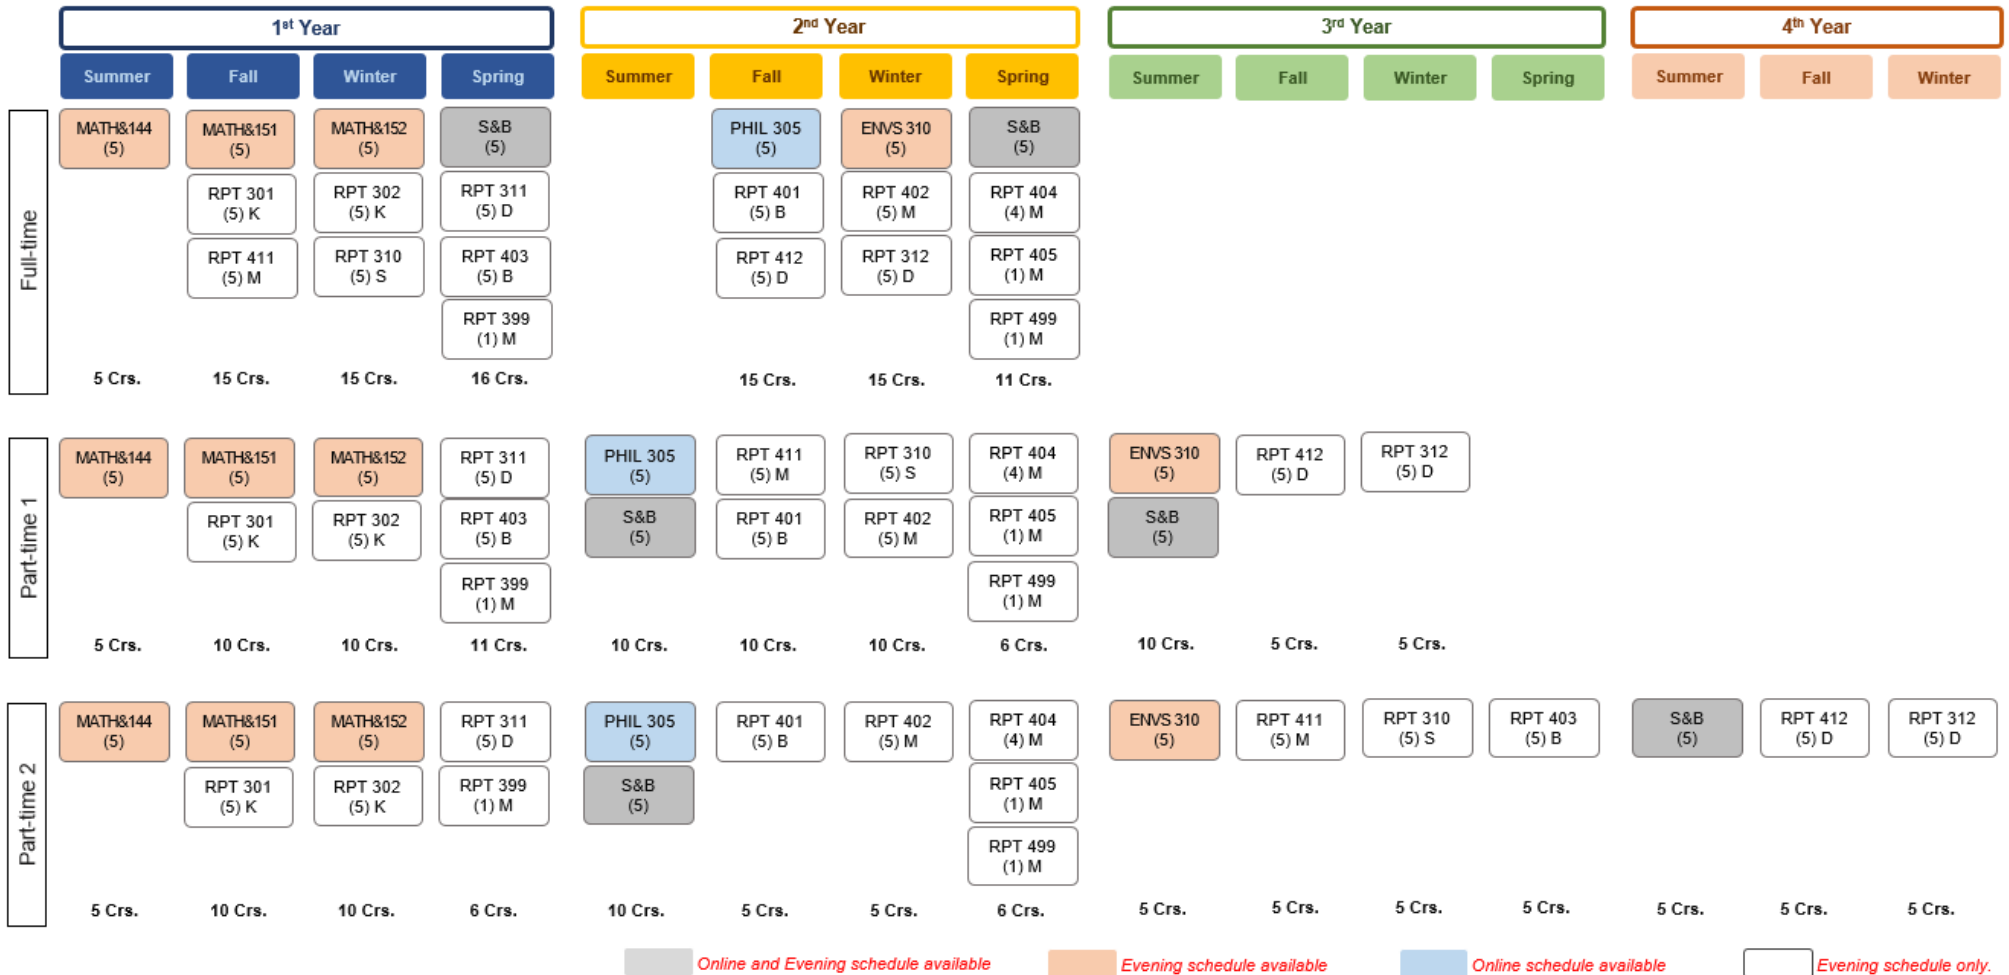 1st Year 2nd Year 3rd Year 4th Year
Summer Fall Winter Spring Summer Fall Winter Spring Summer Fall Winter Spring Summer Fall Winter
Full-time
MATH&144 MATH&151 MATH&152 S&B PHIL 305 ENVS 310 S&B
(5) (5) (5) (5) (5) (5) (5)
RPT 301 RPT 302 RPT 311 RPT 401 RPT 402 RPT 404
(5) K (5) K (5) D (5) B (5) M (4) M
RPT 411 RPT 310 RPT 403 RPT 412 RPT 312 RPT 405
(5) M (5) S (5) B (5) D (5) D (1) M
RPT 399 RPT 499
(1) M (1) M
5 Crs. 15 Crs. 15 Crs. 16 Crs. 15 Crs. 15 Crs. 11 Crs.
Part-time 1
MATH&144 MATH&151 MATH&152 RPT 311 PHIL 305 RPT 411 RPT 310 RPT 404 ENVS 310 RPT 412 RPT 312
(5) (5) (5) (5) D (5) (5) M (5) S (4) M (5) (5) D (5) D
RPT 301 RPT 302 RPT 403 S&B RPT 401 RPT 402 RPT 405 S&B
(5) K (5) K (5) B (5) (5) B (5) M (1) M (5)
RPT 399 RPT 499
(1) M (1) M
5 Crs. 10 Crs. 10 Crs. 11 Crs. 10 Crs. 10 Crs. 10 Crs. 6 Crs. 10 Crs. 5 Crs. 5 Crs.
Part-time 2
MATH&144 MATH&151 MATH&152 RPT 311 PHIL 305 RPT 401 RPT 402 RPT 404 ENVS 310 RPT 411 RPT 310 RPT 403 S&B RPT 412 RPT 312
(5) (5) (5) (5) D (5) (5) B (5) M (4) M (5) (5) M (5) S (5) B (5) (5) D (5) D
RPT 301 RPT 302 RPT 399 S&B RPT 405
(5) K (5) K (1) M (5) (1) M
RPT 499
(1) M
5 Crs. 10 Crs. 10 Crs. 6 Crs. 10 Crs. 5 Crs. 5 Crs. 6 Crs. 5 Crs. 5 Crs. 5 Crs. 5 Crs. 5 Crs. 5 Crs. 5 Crs.
Online and Evening schedule available Evening schedule available Online schedule available Evening schedule only.